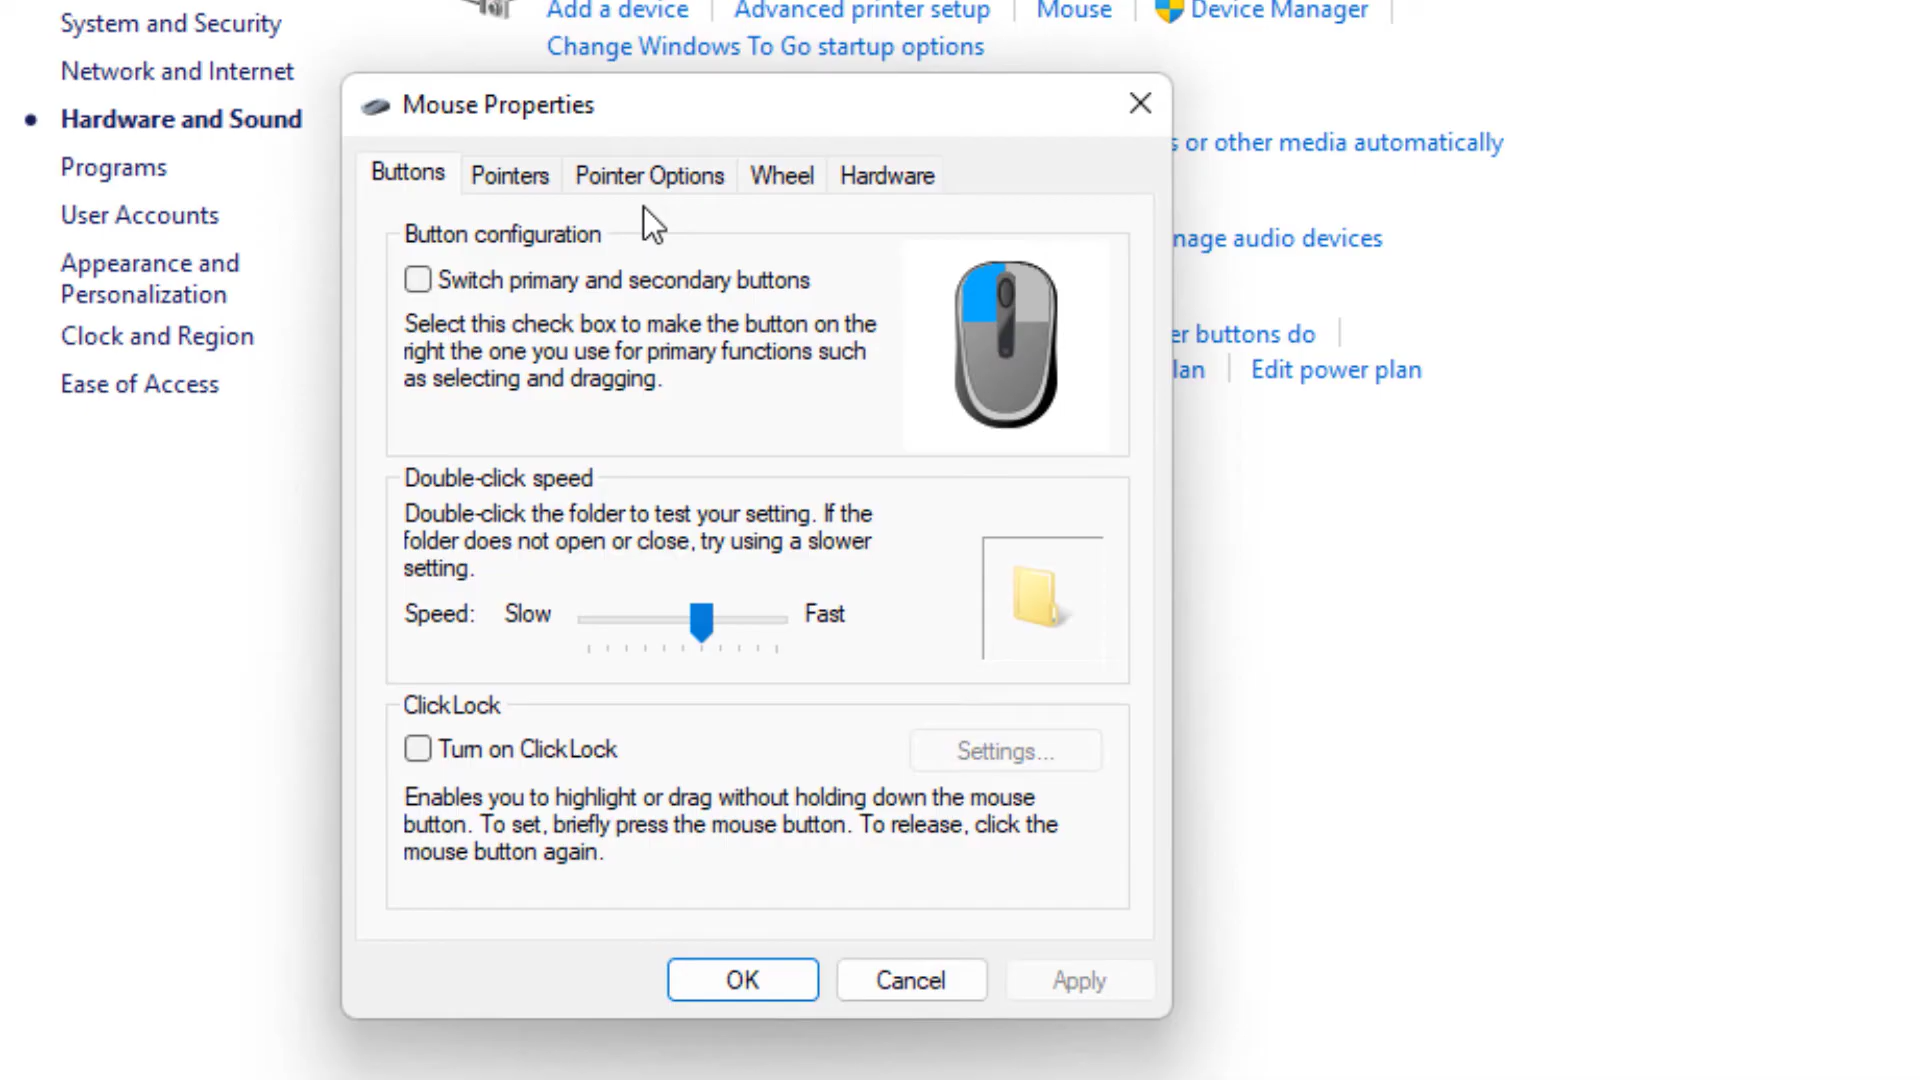 System and Security
Network and Internet
Hardware and Sound
Programs
User Accounts
Appearance and
Personalization
Clock and Region
Ease of Access
Add a device
Advanced printer setup
Mouse
Device Manager
Change Windows To Go startup options
s or other media automatically
nage audio devices
er buttons do
lan
Edit power plan
Mouse Properties
Buttons
Pointers
Pointer Options
Wheel
Hardware
Button configuration
Switch primary and secondary buttons
Select this check box to make the button on the
right the one you use for primary functions such
as selecting and dragging.
Double-click speed
Double-click the folder to test your setting. If the
folder does not open or close, try using a slower
setting.
Speed: Slow Fast
ClickLock
Turn on ClickLock
Settings...
Enables you to highlight or drag without holding down the mouse
button. To set, briefly press the mouse button. To release, click the
mouse button again.
OK
Cancel
Apply